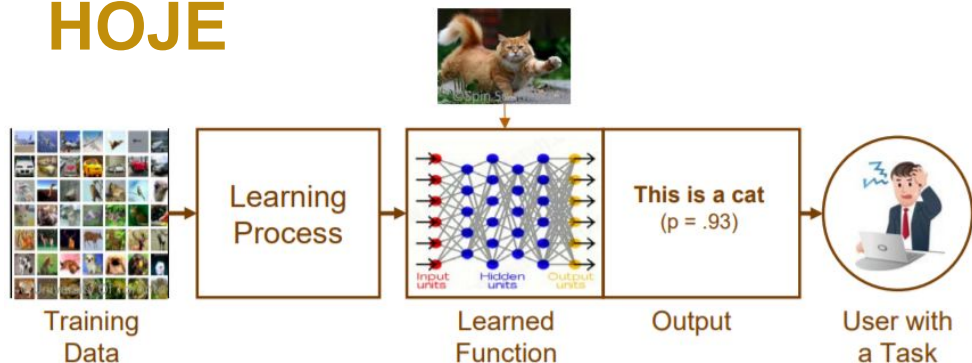 HOJE
Learning
Process
Input
units
Hidden
units
Output
units
This is a cat
(p = .93)
Training
Data
Learned
Function
Output
User with
a Task